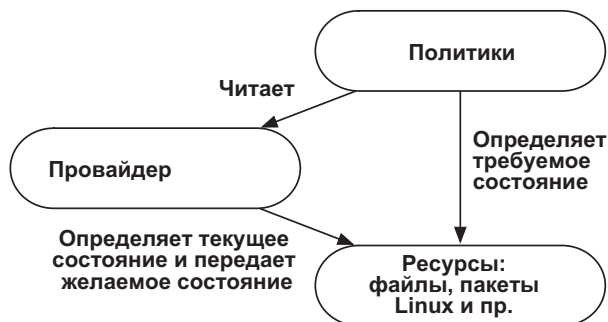 Политики
Читает
Определяет
требуемое
состояние
Провайдер
Определяет текущее
состояние и передает
желаемое состояние
Ресурсы:
файлы, пакеты
Linux и пр.